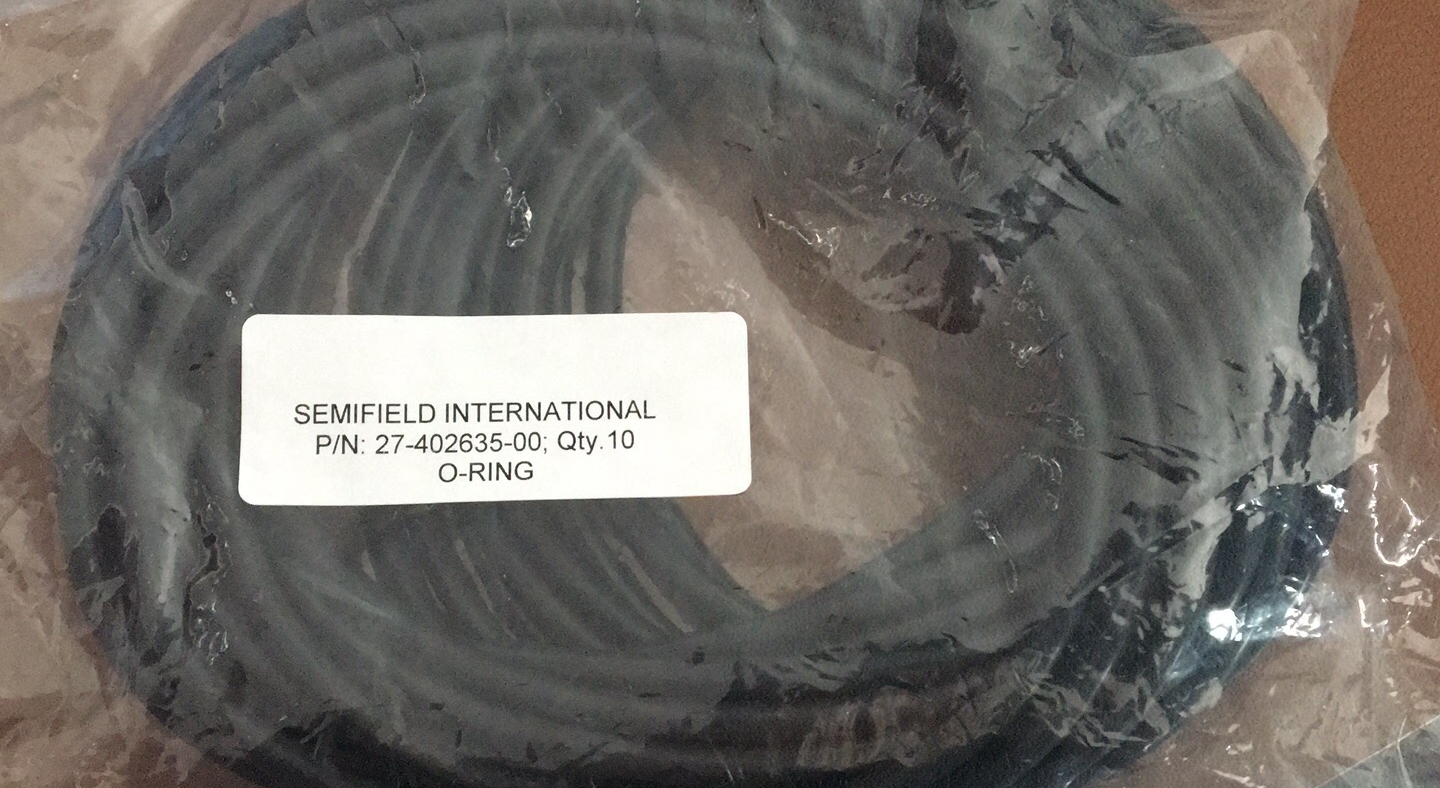 SEMIFIELD INTERNATIONAL
P/N: 27-402635-00; Qty.10
O-RING